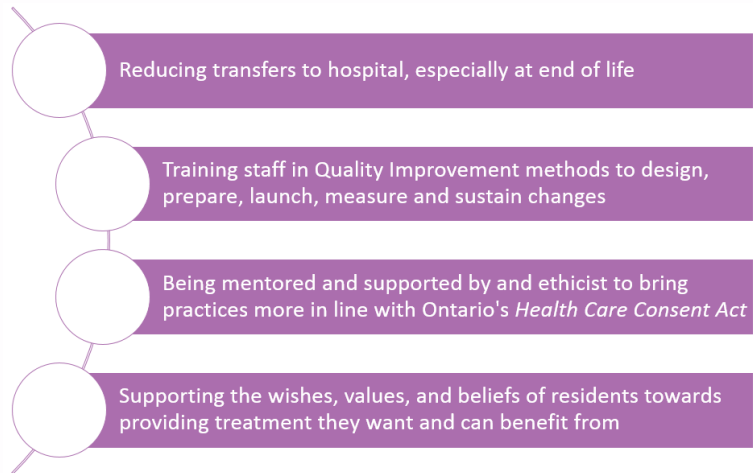 Reducing transfers to hospital, especially at end of life
Training staff in Quality Improvement methods to design,
prepare, launch, measure and sustain changes
Being mentored and supported by and ethicist to bring
practices more in line with Ontario's Health Care Consent Act
Supporting the wishes, values, and beliefs of residents towards
providing treatment they want and can benefit from